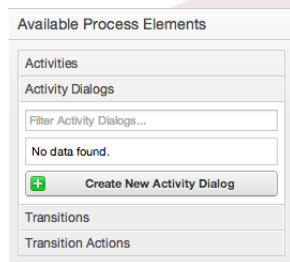 Available Process Elements
Activities
Activity Dialogs
Filter Activity Dialogs...
No data found.
Create New Activity Dialog
Transitions
Transition Actions